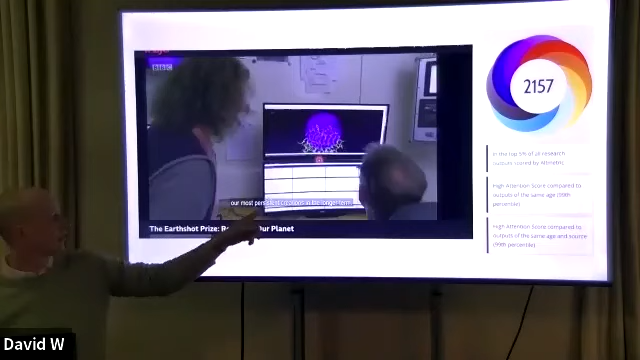 BBC
2157
our most persistent creations in the longer term
The Earthshot Prize: Re Our Planet
In the top 5% of all research
outputs scored by Altmetric
High Attention Score compared to
outputs of the same age (99th
percentile)
High Attention Score compared to
outputs of the same age and source
(99th percentile)
David W